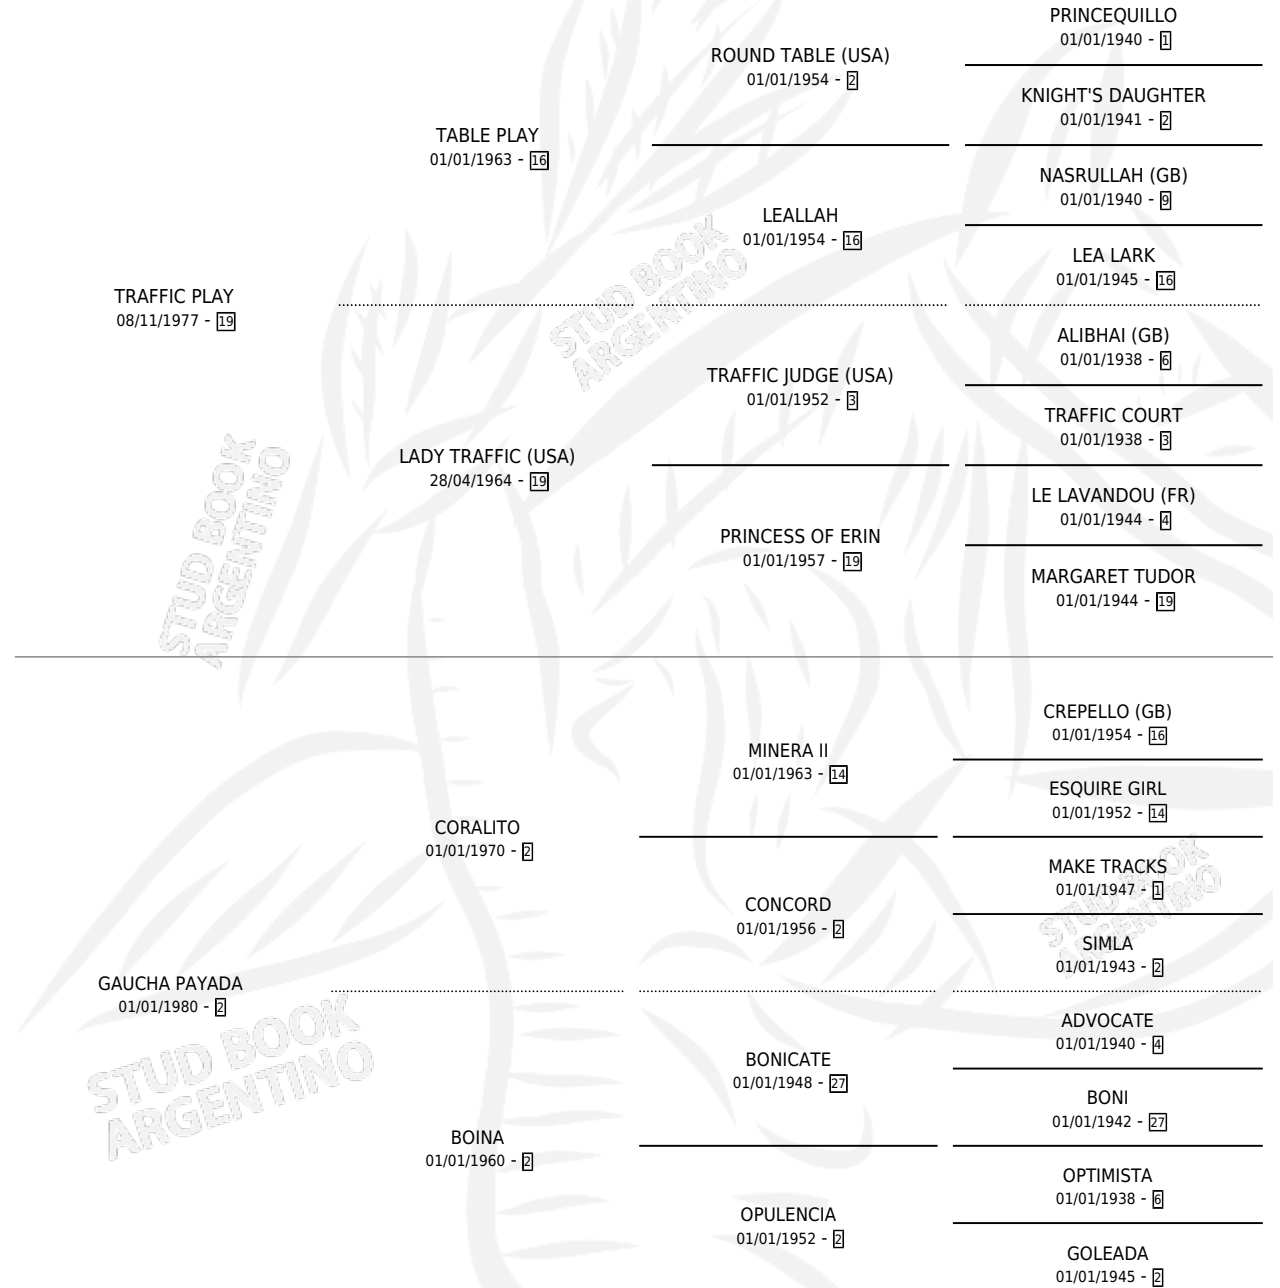 PRINCEQUILLO
01/01/1940 - 1
ROUND TABLE (USA)
01/01/1954 - 2
KNIGHT'S DAUGHTER
01/01/1941 - 2
TABLE PLAY
01/01/1963 - 16
NASRULLAH (GB)
01/01/1940 - 9
LEALLAH
01/01/1954 - 16
LEA LARK
01/01/1945 - 16
TRAFFIC PLAY
08/11/1977 - 19
STUD BOOK
ARGENTINO
ALIBHAI (GB)
01/01/1938 - 6
TRAFFIC JUDGE (USA)
01/01/1952 - 3
TRAFFIC COURT
01/01/1938 - 3
LADY TRAFFIC (USA)
28/04/1964 - 19
LE LAVANDOU (FR)
01/01/1944 - 4
PRINCESS OF ERIN
01/01/1957 - 19
MARGARET TUDOR
01/01/1944 - 19
STUD BOOK
ARGENTINO
CREPELLO (GB)
01/01/1954 - 16
MINERA II
01/01/1963 - 14
ESQUIRE GIRL
01/01/1952 - 14
CORALITO
01/01/1970 - 2
MAKE TRACKS
01/01/1947 - 1
CONCORD
01/01/1956 - 2
SIMLA
01/01/1943 - 2
STUD BOOK
ARGENTINO
GAUCHA PAYADA
01/01/1980 - 2
ADVOCATE
01/01/1940 - 4
BONICATE
01/01/1948 - 27
BONI
01/01/1942 - 27
STUD BOOK
ARGENTINO
BOINA
01/01/1960 - 2
OPTIMISTA
01/01/1938 - 6
OPULENCIA
01/01/1952 - 2
GOLEADA
01/01/1945 - 2